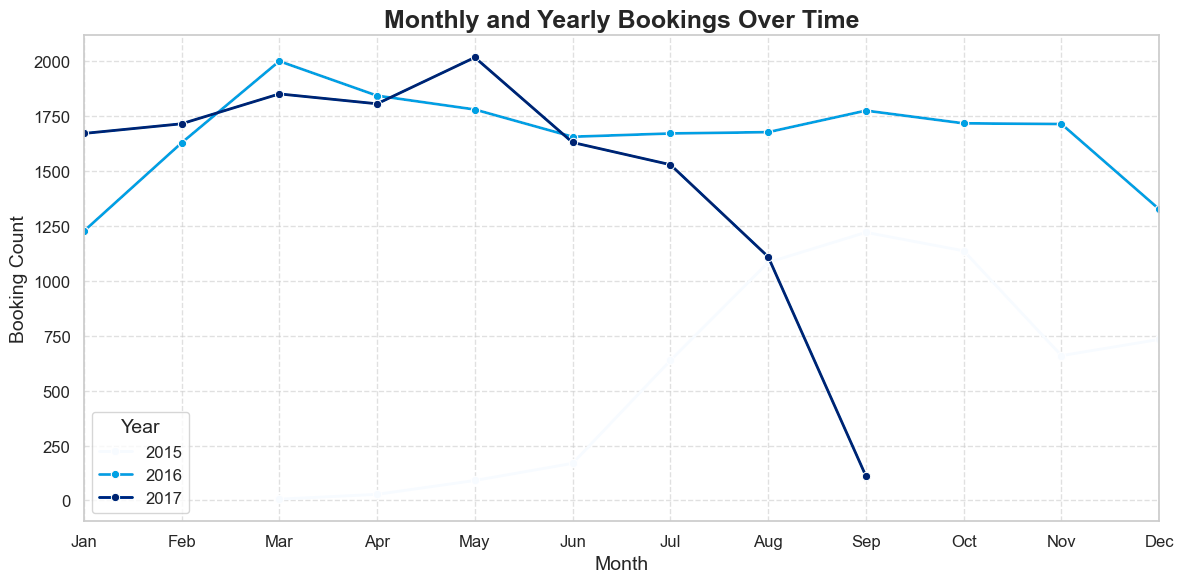 Monthly and Yearly Bookings Over Time
Booking Count
2000
1750
1500
1250
1000
750
500
250
0
Year
2015
2016
2017
Jan Feb Mar Apr May Jun Jul Aug Sep Oct Nov Dec
Month